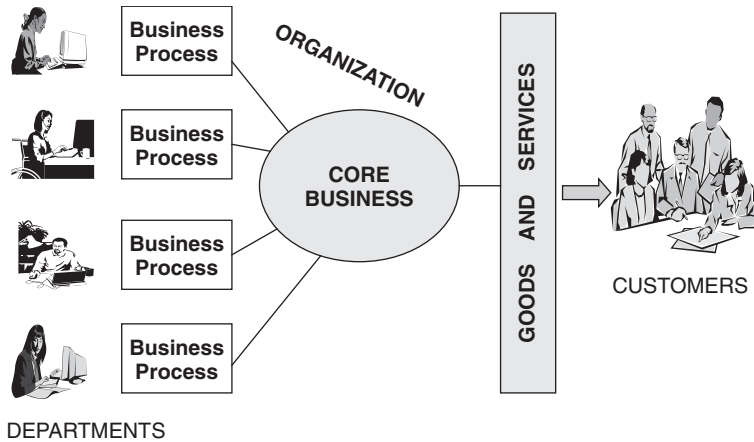 Business
Process
ORGANIZATION
Business
Process
CORE
BUSINESS
Business
Process
Business
Process
GOODS AND SERVICES
CUSTOMERS
DEPARTMENTS